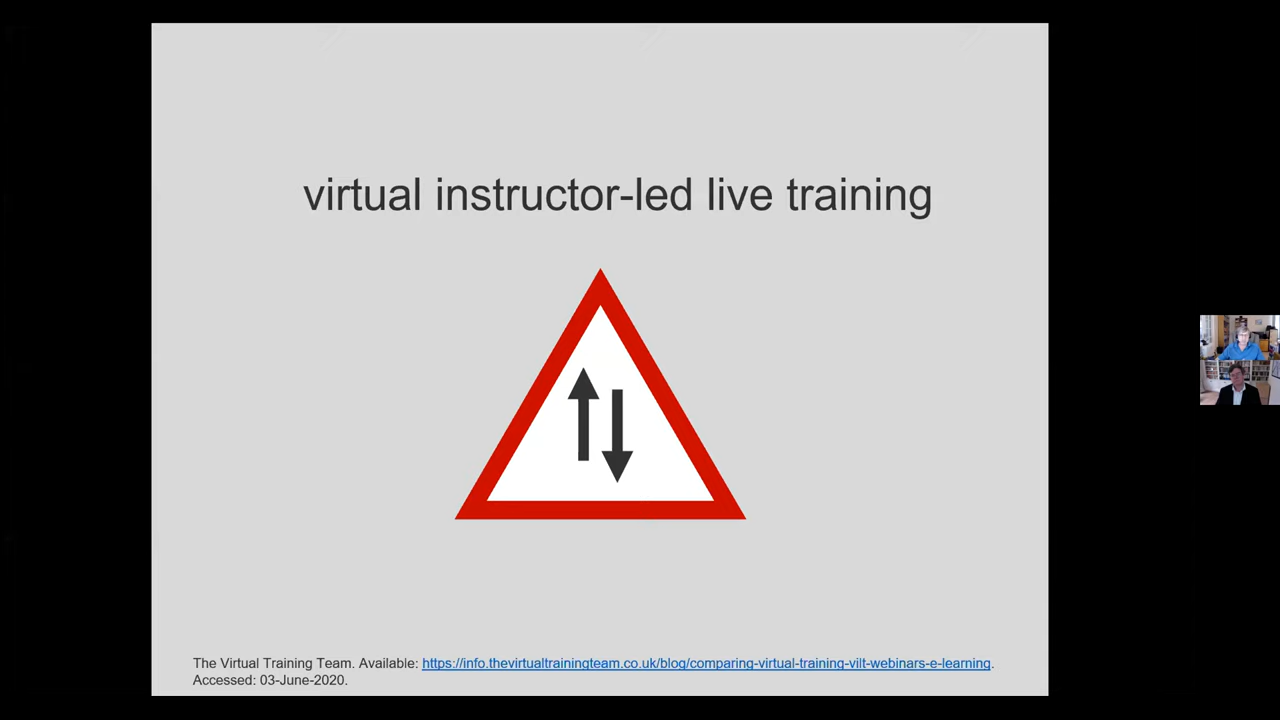 virtual instructor-led live training
The Virtual Training Team. Available: https://info.thevirtualtrainingteam.co.uk/blog/comparing-virtual-training-vilt-webinars-e-learning.
Accessed: 03-June-2020.